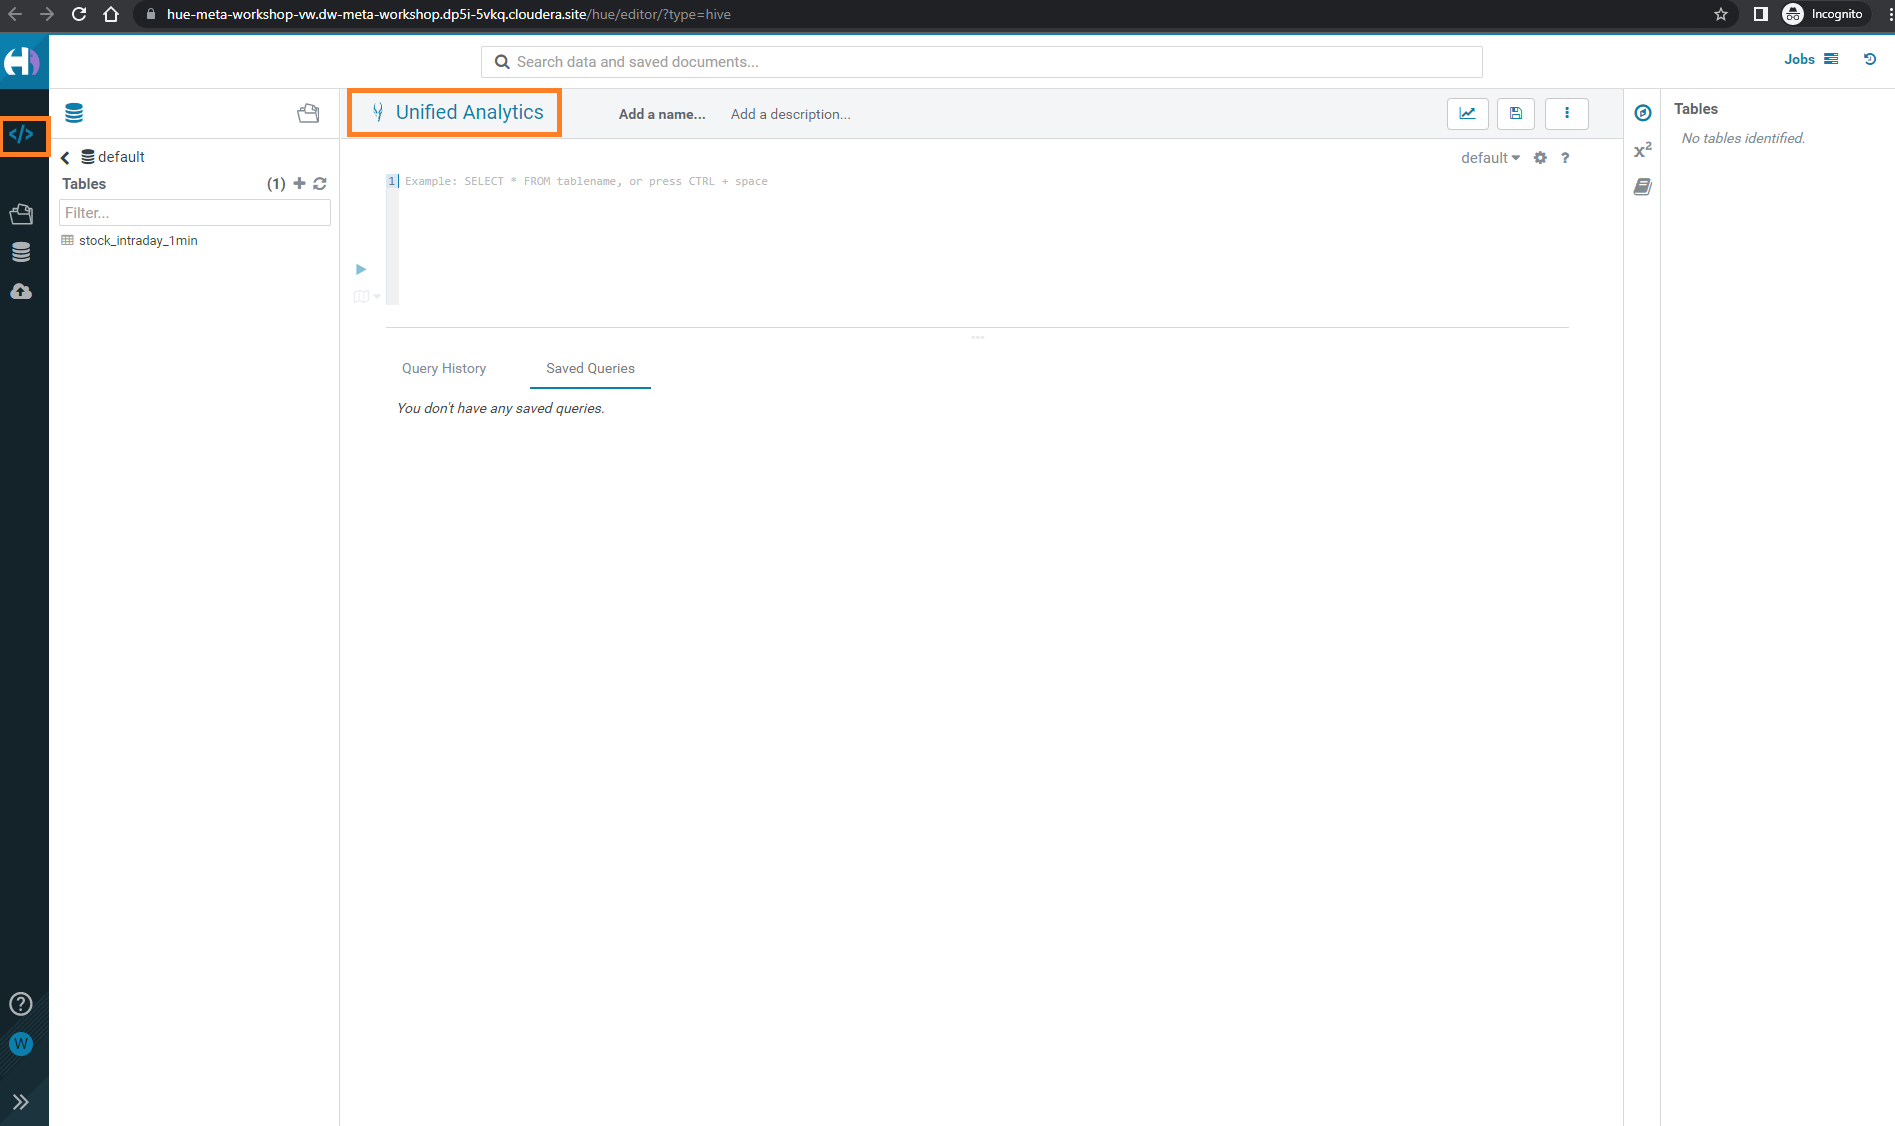 hue-meta-workshop-vw.dw-meta-workshop.dp5i-5vkq.cloudera.site/hue/editor/?type=hive
Incognito
Search data and saved documents...
Jobs
Unified Analytics
Add a name...
Add a description...
Tables
No tables identified.
</>
default
Tables (1)
Filter...
stock_intraday_1min
default
?
x²
1 Example: SELECT * FROM tablename, or press CTRL + space
Query History
Saved Queries
You don't have any saved queries.
?
W